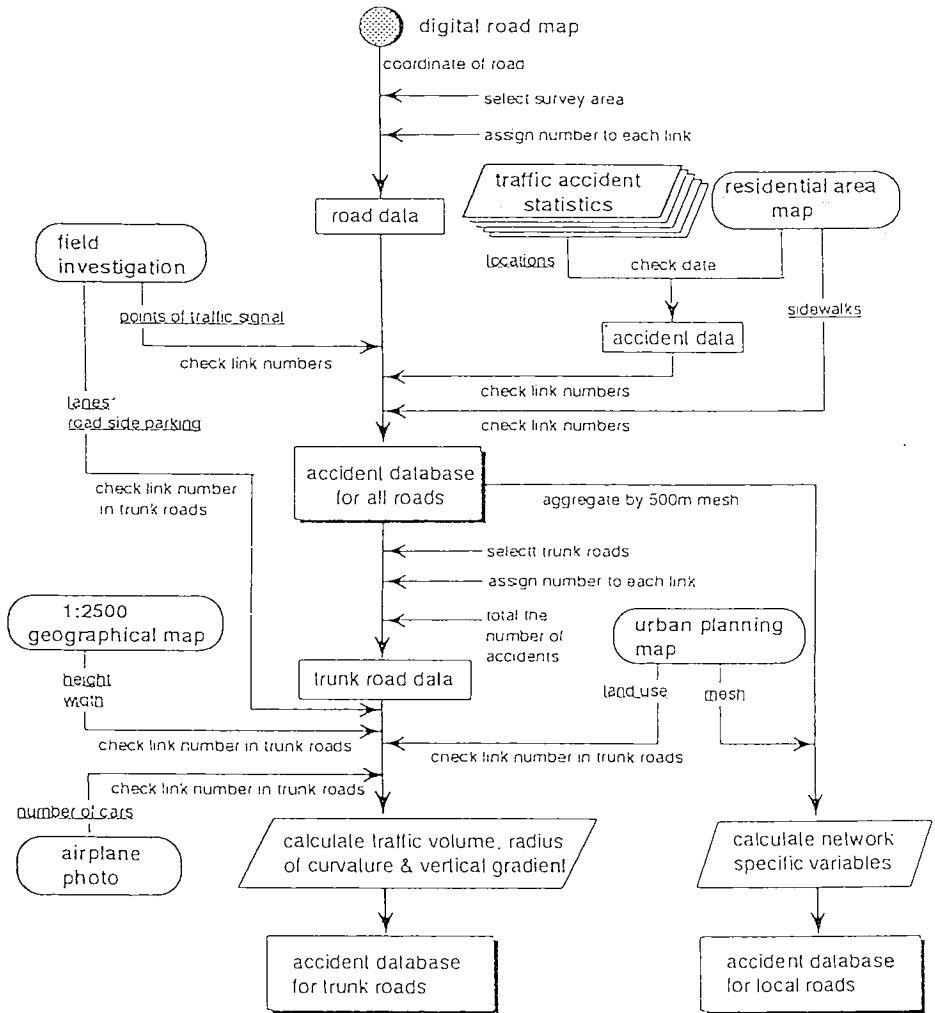 digital road map
coordinate of road
select survey area
assign number to each link
traffic accident
statistics
residential area
map
road data
field
investigation
locations
check date
points of traffic signal
sidewalks
accident data
check link numbers
check link numbers
lanes
road side parking
check link numbers
accident database
for all roads
check link number
in trunk roads
aggregate by 500m mesh
selectt trunk roads
assign number to each link
1:2500
geographical map
total the
number of
accidents
urban planning
map
trunk road data
height
width
land use
mesh
check link number in trunk roads
check link number in trunk roads
check link number in trunk roads
number of cars
airplane
photo
calculate traffic volume, radius
of curvalure & vertical gradient
calculate network
specific variables
accident database
for trunk roads
accident database
for local roads